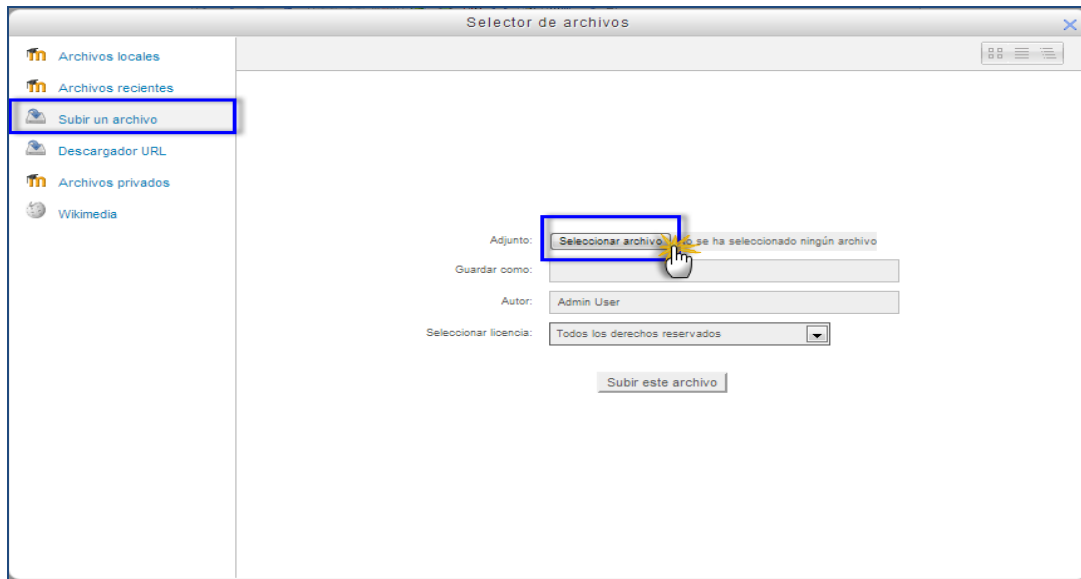 Selector de archivos
Archivos locales
Archivos recientes
Subir un archivo
Descargador URL
Archivos privados
Wikimedia
Adjunto: Seleccionar archivo se ha seleccionado ningún archivo
Guardar como:
Autor: Admin User
Seleccionar licencia: Todos los derechos reservados
Subir este archivo